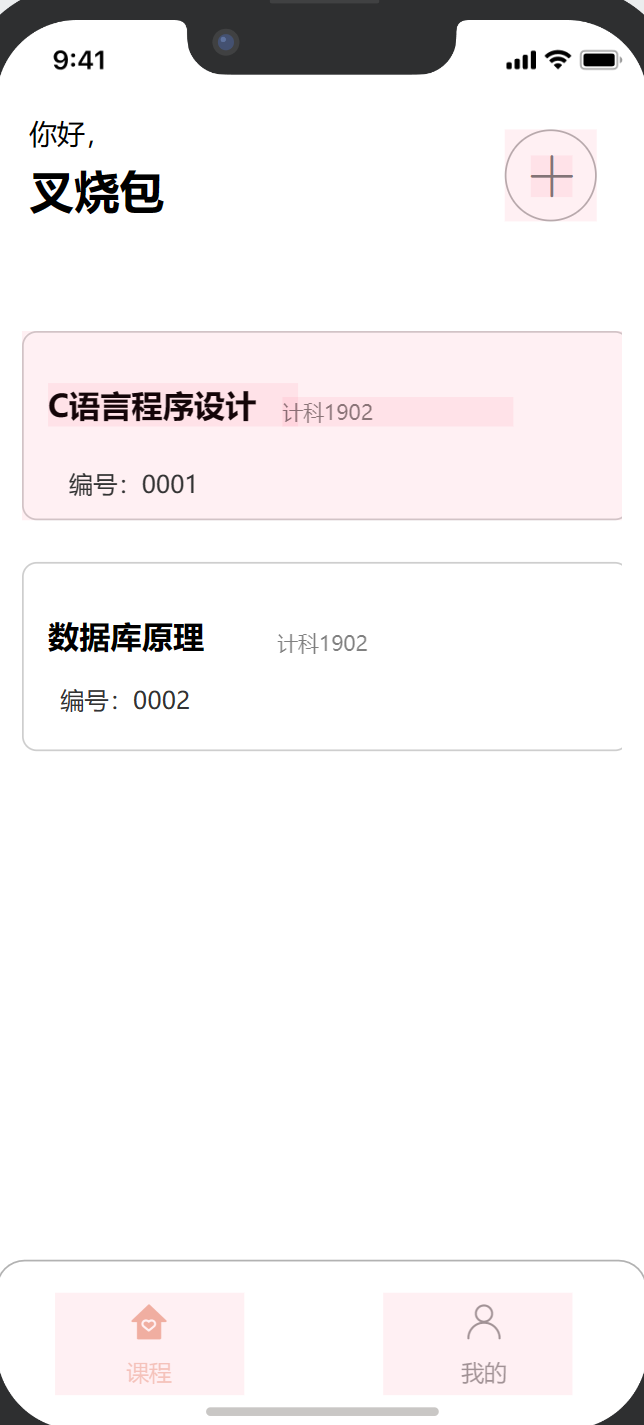 9:41
你好，
叉烧包
C语言程序设计 计科1902
编号：0001
数据库原理 计科1902
编号：0002
课程 我的